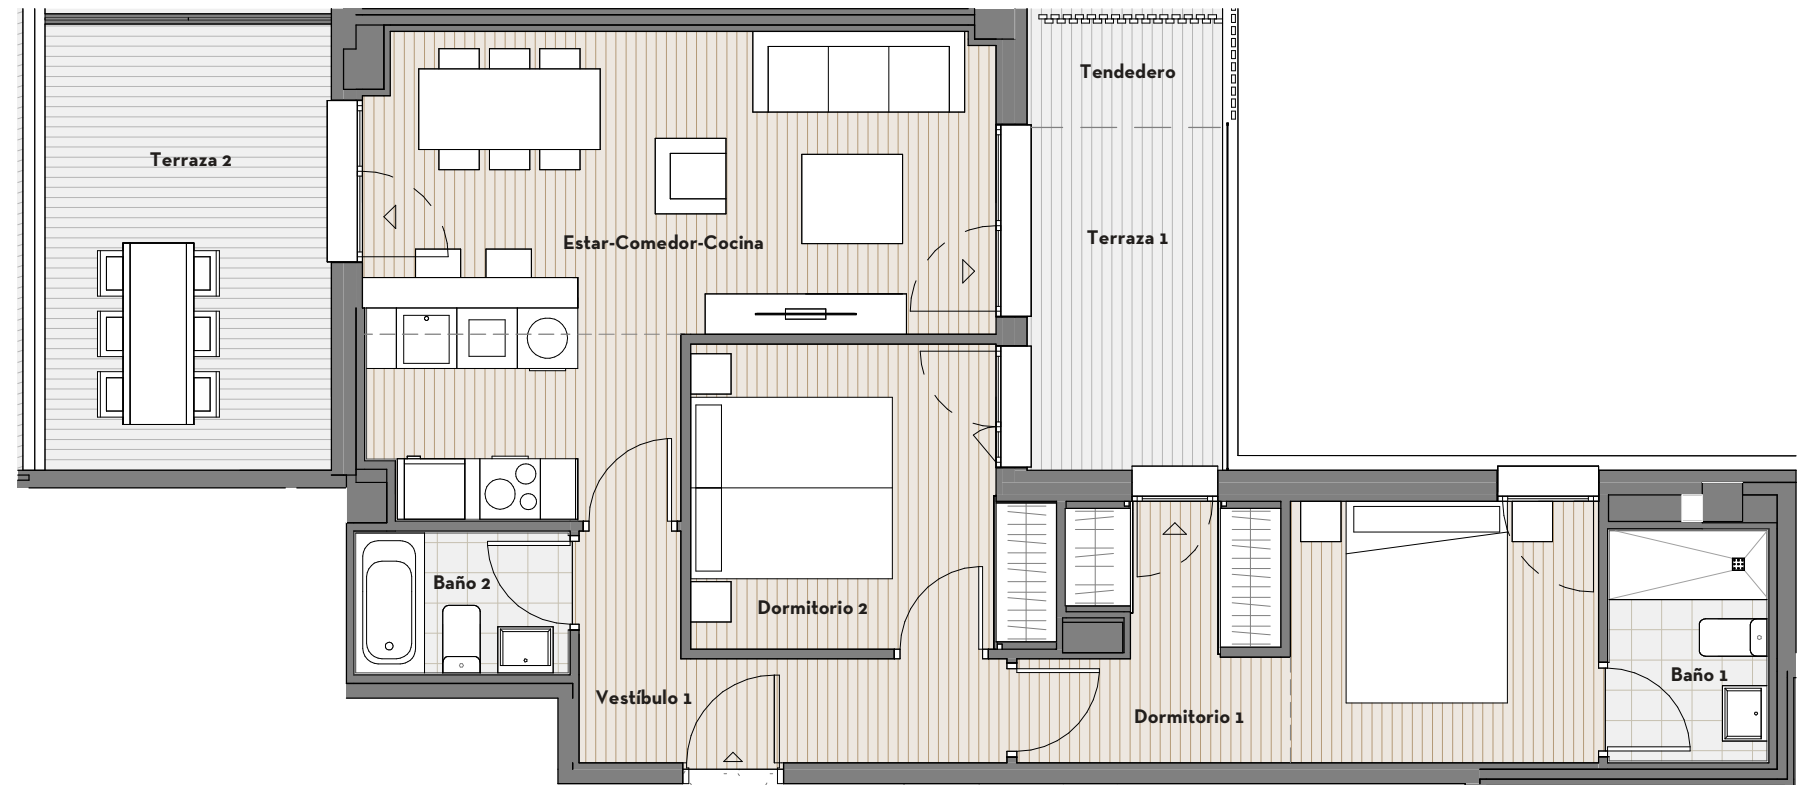 Tendedero
Terraza 2
Estar-Comedor-Cocina
Terraza 1
Baño 2
Dormitorio 2
Vestíbulo 1
Baño 1
Dormitorio 1